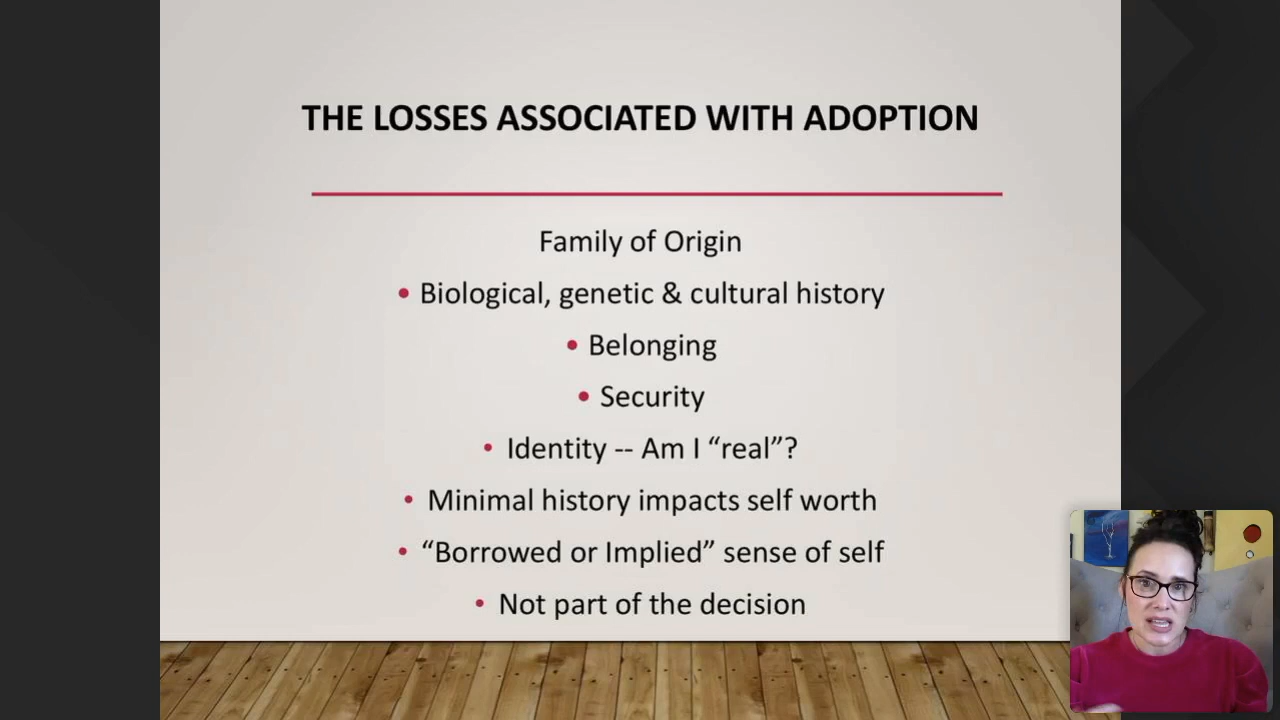 THE LOSSES ASSOCIATED WITH ADOPTION
Family of Origin
• Biological, genetic & cultural history
• Belonging
• Security
• Identity -- Am I “real”?
• Minimal history impacts self worth
• “Borrowed or Implied” sense of self
• Not part of the decision